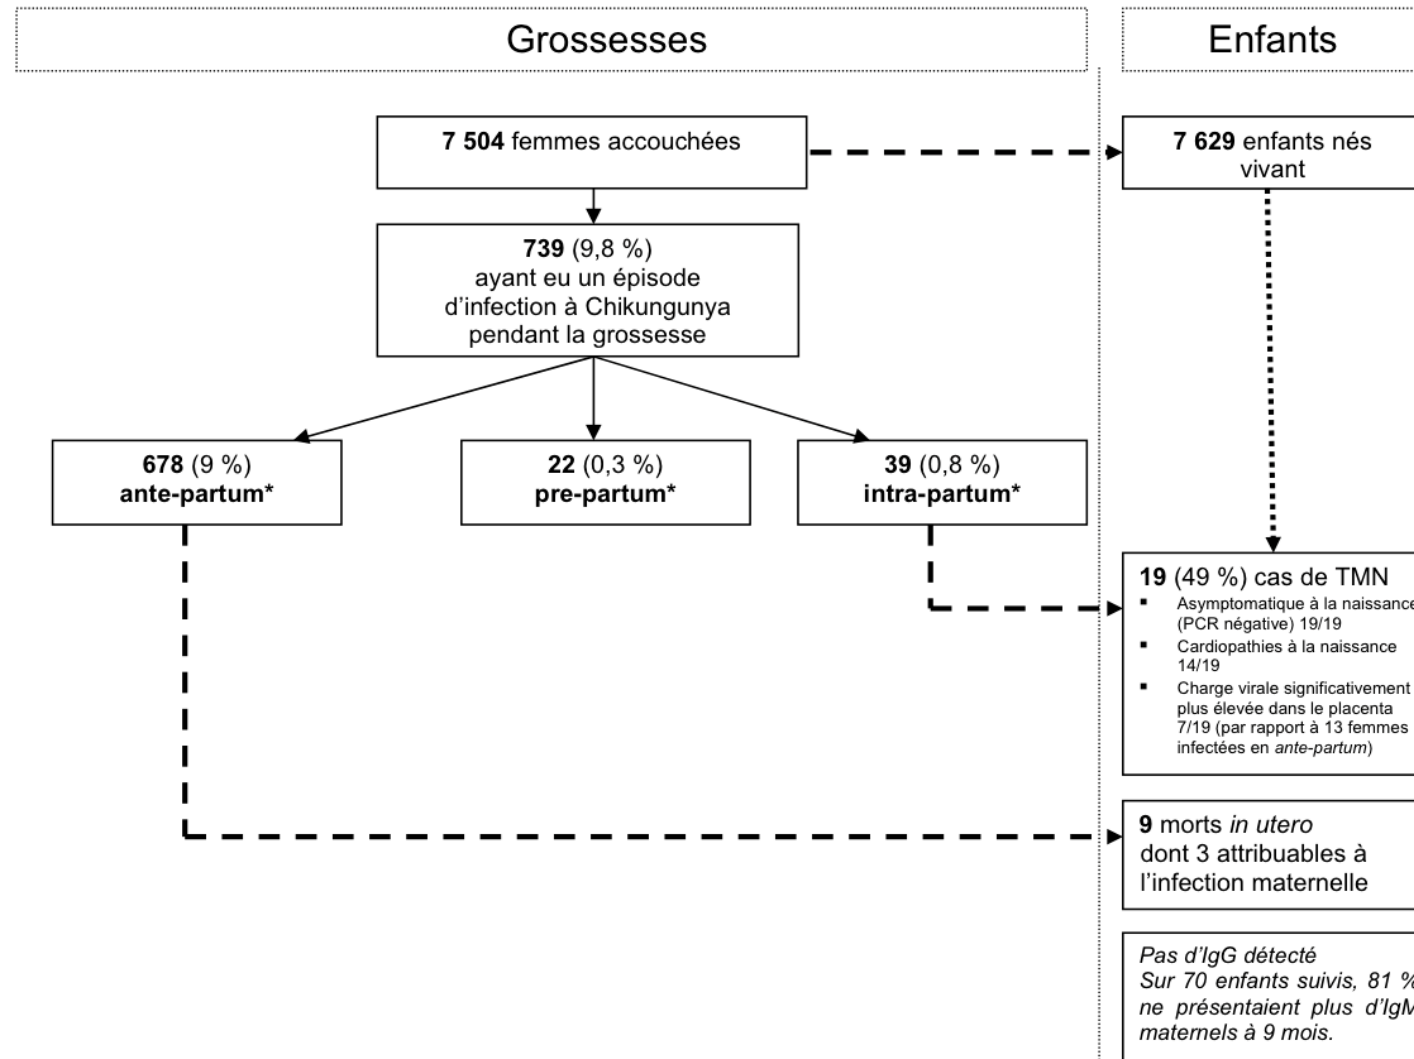 Grossesses
Enfants
7 504 femmes accouchées
7 629 enfants nés
vivant
739 (9,8 %)
ayant eu un épisode
d’infection à Chikungunya
pendant la grossesse
678 (9 %)
ante-partum*
22 (0,3 %)
pre-partum*
39 (0,8 %)
intra-partum*
19 (49 %) cas de TMN
▪ Asymptomatique à la naissance
(PCR négative) 19/19
▪ Cardiopathies à la naissance
14/19
▪ Charge virale significativement
plus élevée dans le placenta
7/19 (par rapport à 13 femmes
infectées en ante-partum)
9 morts in utero
dont 3 attribuables à
l’infection maternelle
Pas d’IgG détecté
Sur 70 enfants suivis, 81 %
ne présentaient plus d’IgM
maternels à 9 mois.